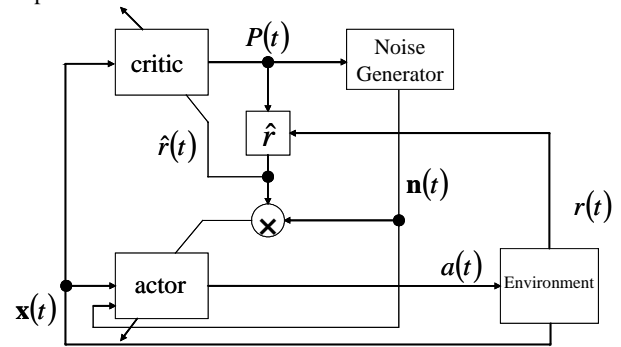 P(t)
critic
Noise
Generator
r̂(t)
r̂
n(t)
r(t)
×
a(t)
actor
Environment
x(t)